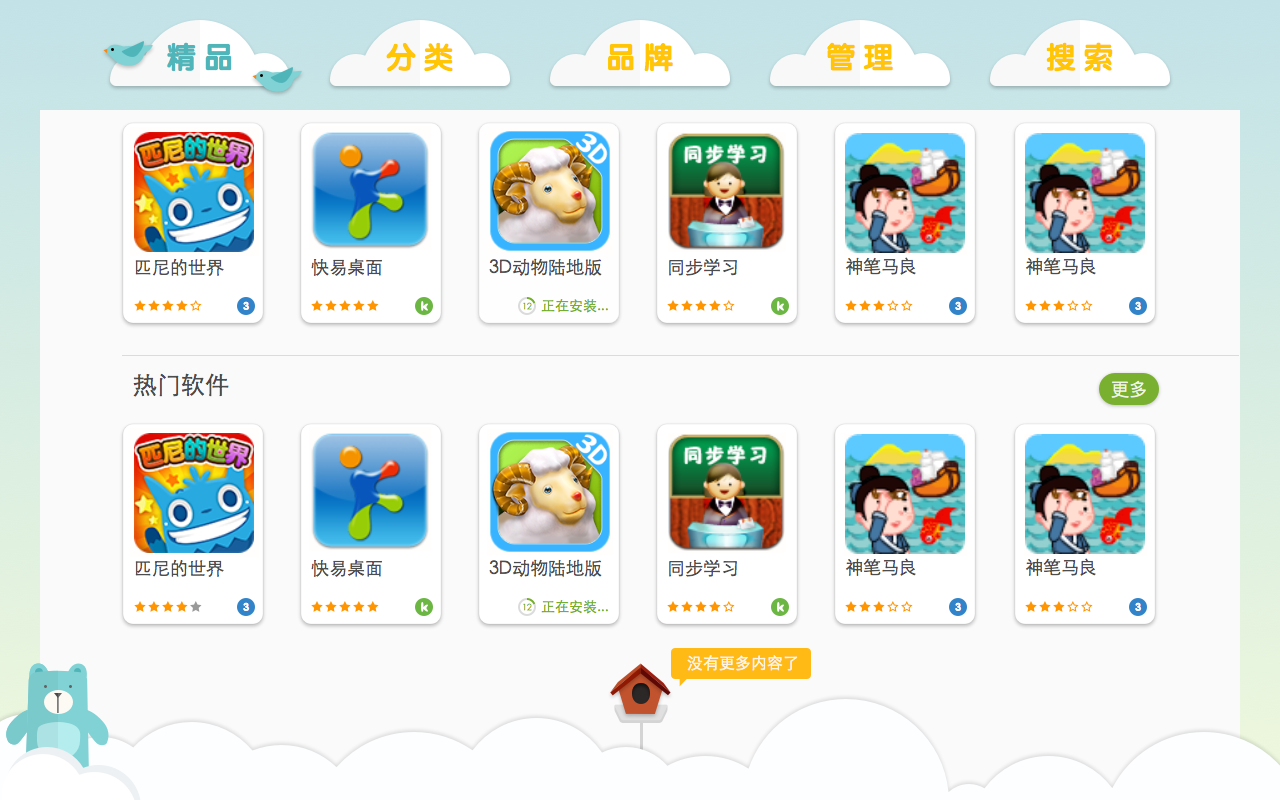 精品
分类
品牌
管理
搜索
匹尼的世界
3D
同步学习
匹尼的世界
快易桌面
3D动物陆地版
同步学习
神笔马良
神笔马良
3
k
12 正在安装...
k
3
3
热门软件
更多
匹尼的世界
3D
同步学习
匹尼的世界
快易桌面
3D动物陆地版
同步学习
神笔马良
神笔马良
3
k
12 正在安装...
k
3
3
没有更多内容了